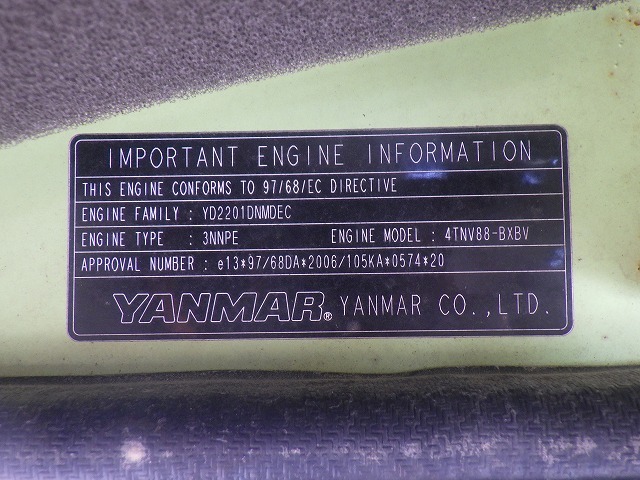 IMPORTANT ENGINE INFORMATION
THIS ENGINE CONFORMS TO 97/68/EC DIRECTIVE
ENGINE FAMILY : YD2201DNMDEC
ENGINE TYPE : 3NNPE ENGINE MODEL : 4TNV88-BXBV
APPROVAL NUMBER : e13*97/68DA*2006/105KA*0574*20
YANMAR® YANMAR CO.,LTD.